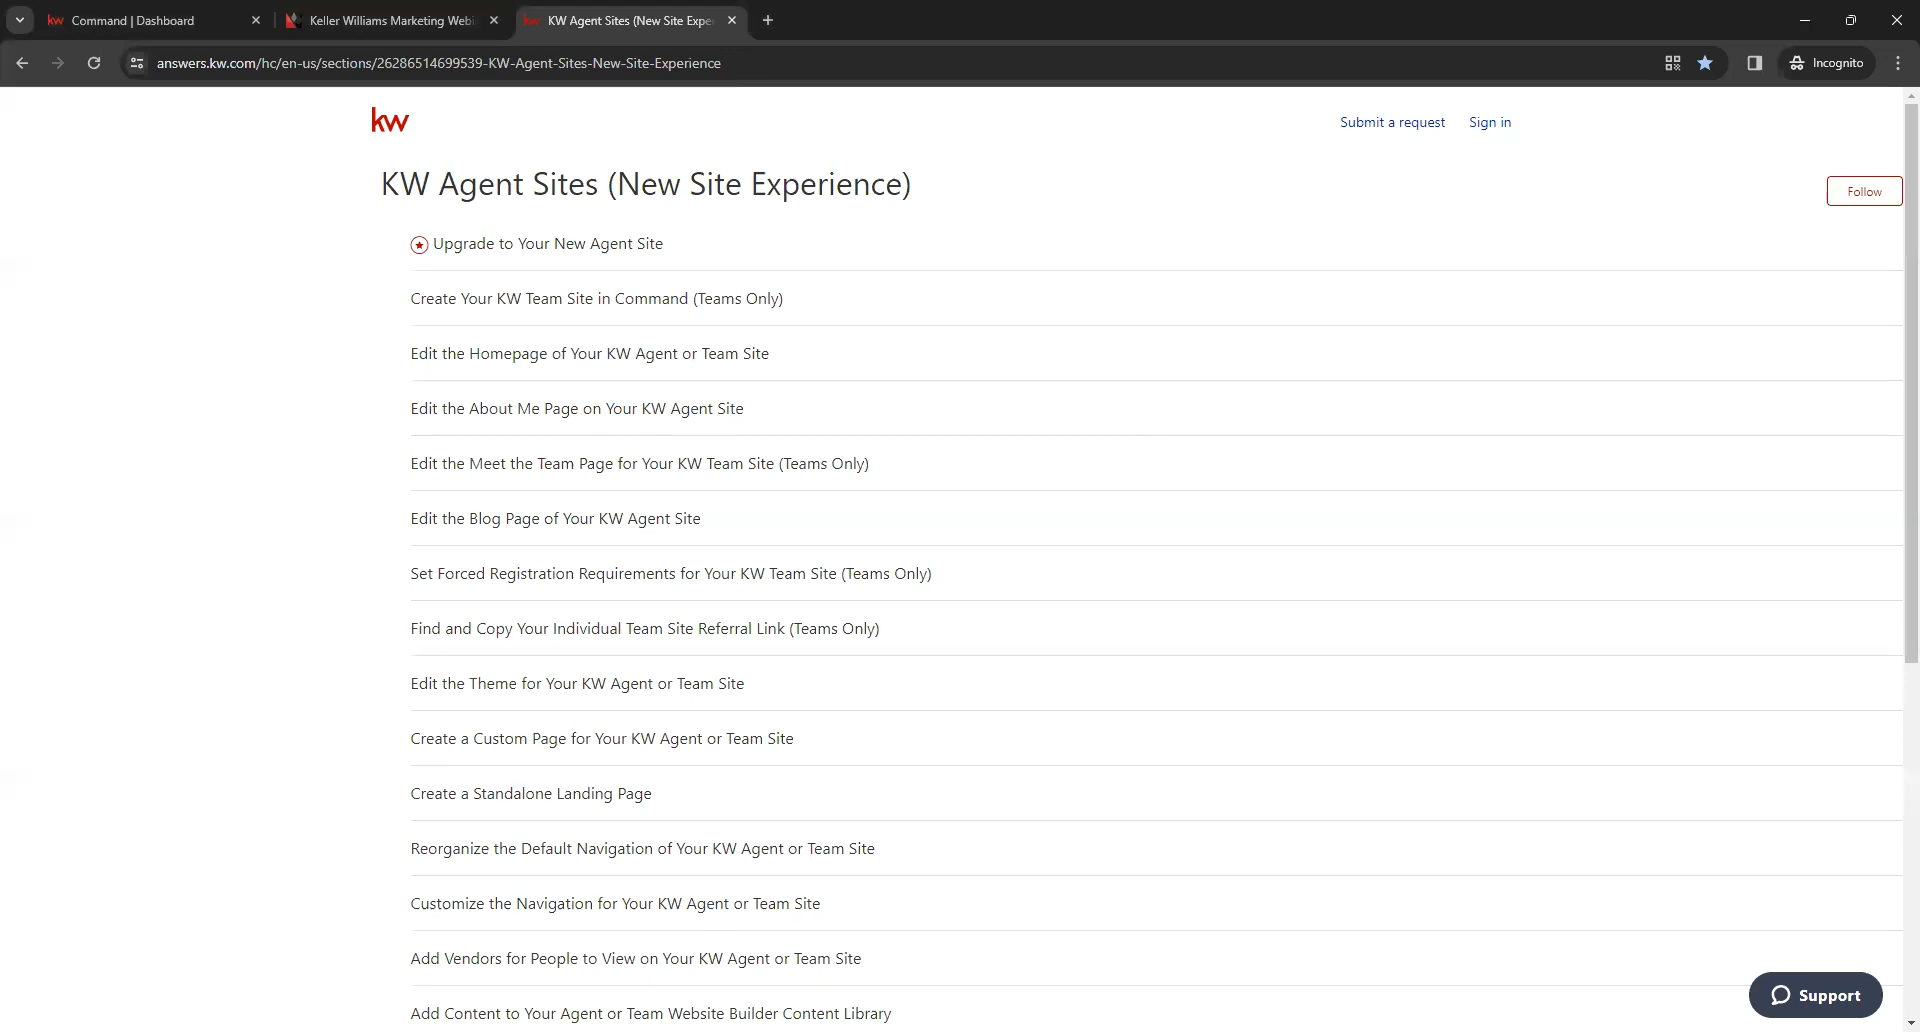 Command | Dashboard
Keller Williams Marketing Webi
KW Agent Sites (New Site Expe
answers.kw.com/hc/en-us/sections/26286514699539-KW-Agent-Sites-New-Site-Experience
Incognito
kw
Submit a request
Sign in
KW Agent Sites (New Site Experience)
Follow
Upgrade to Your New Agent Site
Create Your KW Team Site in Command (Teams Only)
Edit the Homepage of Your KW Agent or Team Site
Edit the About Me Page on Your KW Agent Site
Edit the Meet the Team Page for Your KW Team Site (Teams Only)
Edit the Blog Page of Your KW Agent Site
Set Forced Registration Requirements for Your KW Team Site (Teams Only)
Find and Copy Your Individual Team Site Referral Link (Teams Only)
Edit the Theme for Your KW Agent or Team Site
Create a Custom Page for Your KW Agent or Team Site
Create a Standalone Landing Page
Reorganize the Default Navigation of Your KW Agent or Team Site
Customize the Navigation for Your KW Agent or Team Site
Add Vendors for People to View on Your KW Agent or Team Site
Support
Add Content to Your Agent or Team Website Builder Content Library